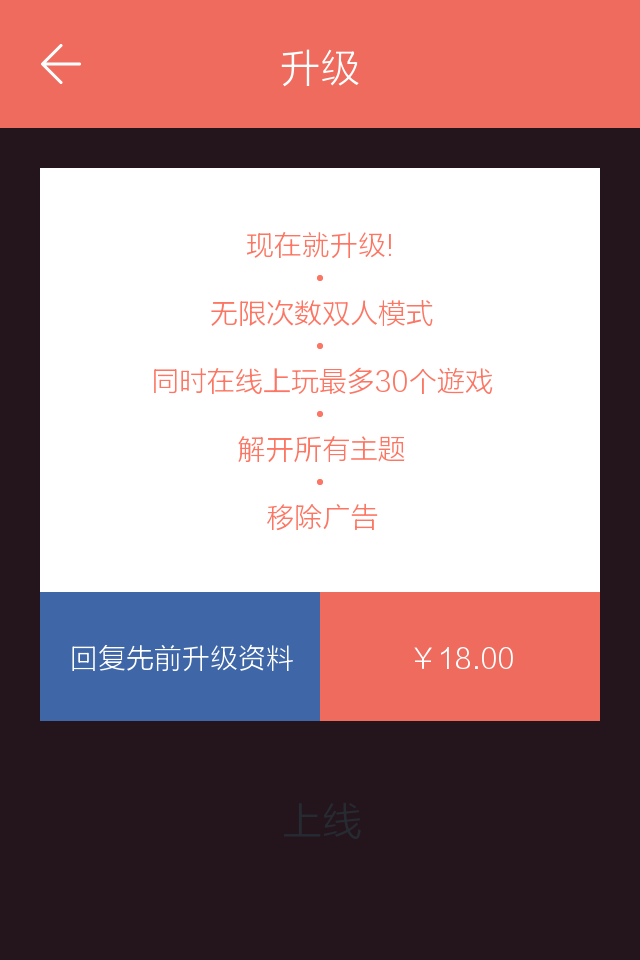 升级
现在就升级!
无限次数双人模式
同时在线上玩最多30个遊戏
解开所有主题
移除广告
回复先前升级资料
￥18.00
上线